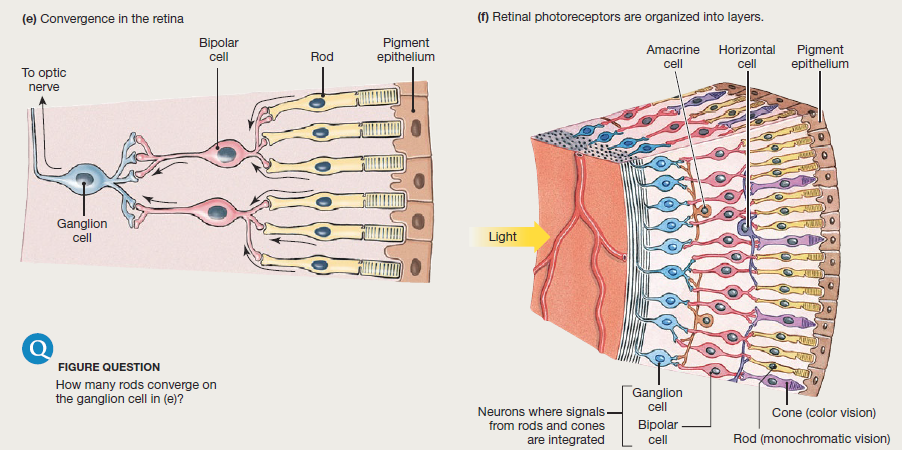 (e) Convergence in the retina
Bipolar
cell
Rod
Pigment
epithelium
To optic
nerve
Ganglion
cell
Q
FIGURE QUESTION
How many rods converge on
the ganglion cell in (e)?
(f) Retinal photoreceptors are organized into layers.
Amacrine
cell
Horizontal
cell
Pigment
epithelium
Light
Neurons where signals
from rods and cones
are integrated
Ganglion
cell
Bipolar
cell
Cone (color vision)
Rod (monochromatic vision)